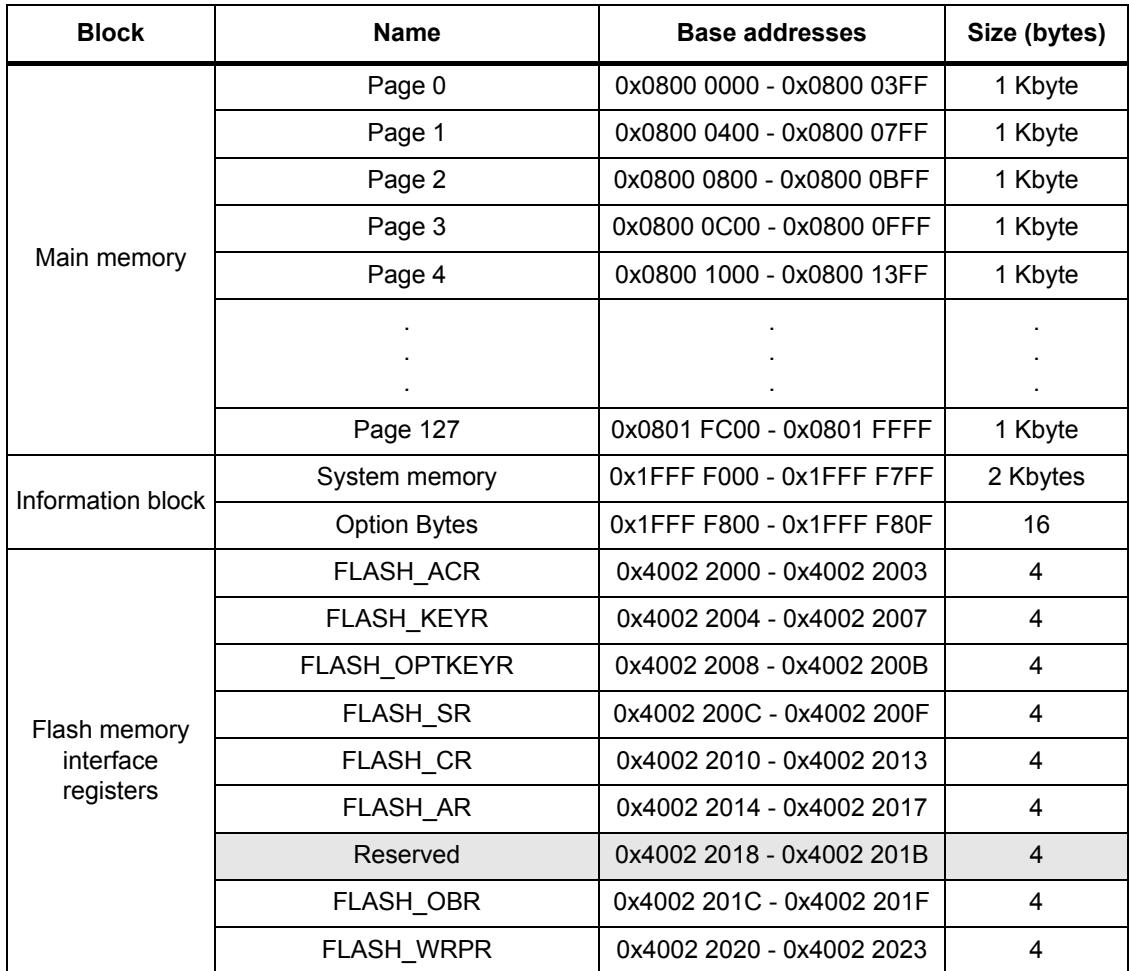 Block Name Base addresses Size (bytes)
Page 0 0x0800 0000 - 0x0800 03FF 1 Kbyte
Page 1 0x0800 0400 - 0x0800 07FF 1 Kbyte
Page 2 0x0800 0800 - 0x0800 0BFF 1 Kbyte
Page 3 0x0800 0C00 - 0x0800 0FFF 1 Kbyte
Main memory
Page 4 0x0800 1000 - 0x0800 13FF 1 Kbyte
. . .
. . .
. . .
Page 127 0x0801 FC00 - 0x0801 FFFF 1 Kbyte
Information block
System memory 0x1FFF F000 - 0x1FFF F7FF 2 Kbytes
Option Bytes 0x1FFF F800 - 0x1FFF F80F 16
Flash memory
interface
registers
FLASH_ACR 0x4002 2000 - 0x4002 2003 4
FLASH_KEYR 0x4002 2004 - 0x4002 2007 4
FLASH_OPTKEYR 0x4002 2008 - 0x4002 200B 4
FLASH_SR 0x4002 200C - 0x4002 200F 4
FLASH_CR 0x4002 2010 - 0x4002 2013 4
FLASH_AR 0x4002 2014 - 0x4002 2017 4
Reserved 0x4002 2018 - 0x4002 201B 4
FLASH_OBR 0x4002 201C - 0x4002 201F 4
FLASH_WRPR 0x4002 2020 - 0x4002 2023 4